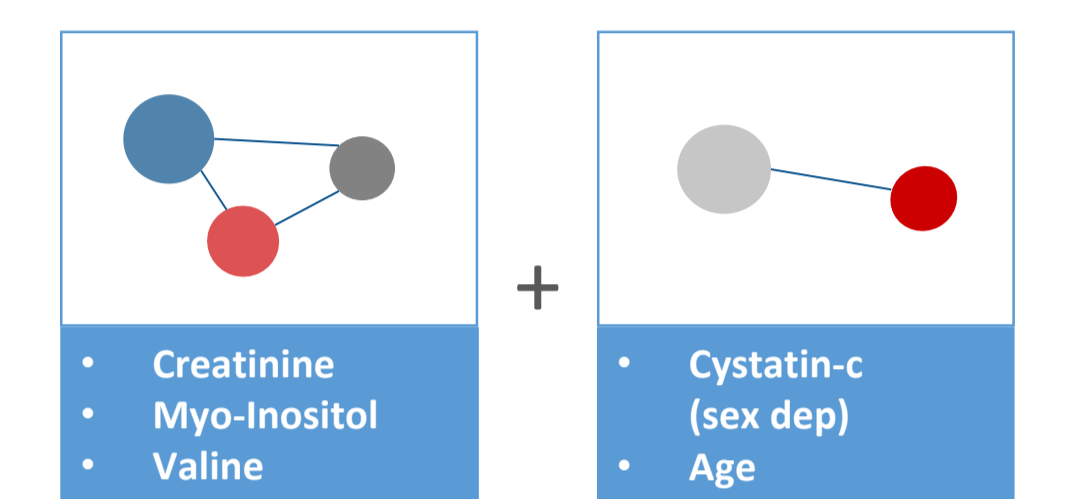 +
• Creatinine
• Myo-Inositol
• Valine
• Cystatin-c
(sex dep)
• Age